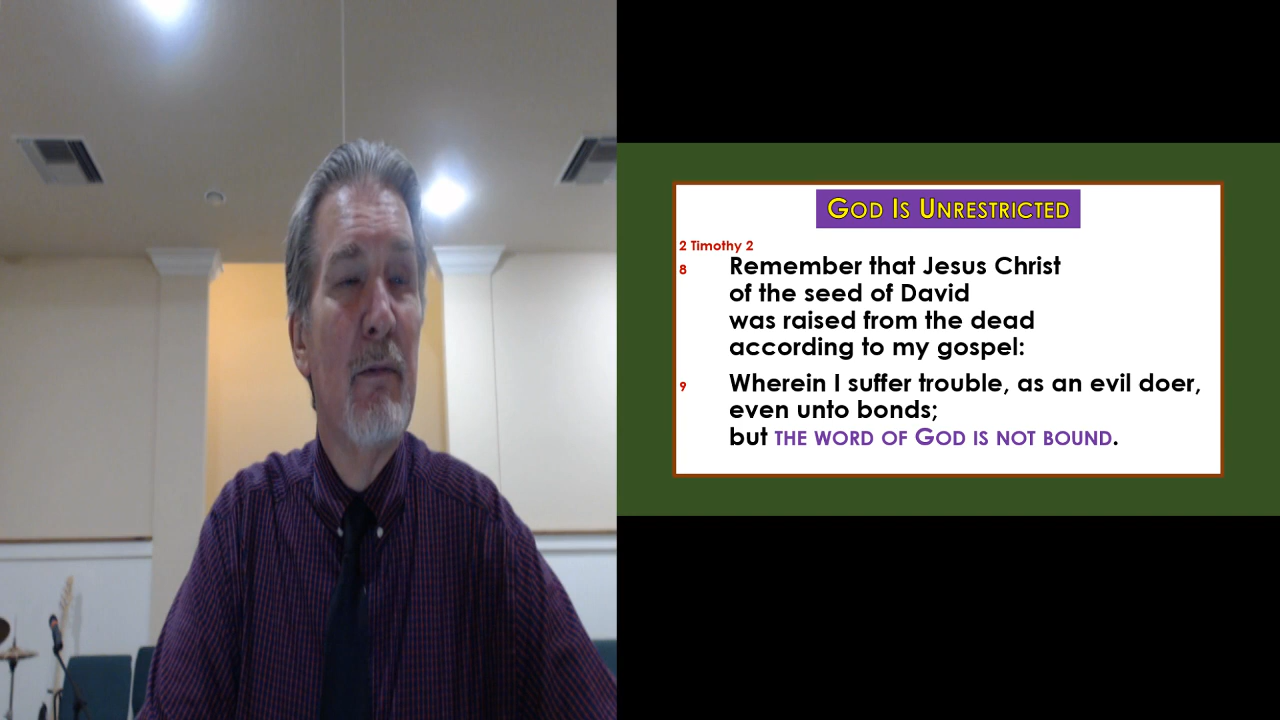 God Is Unrestricted
2 Timothy 2
8 Remember that Jesus Christ
of the seed of David
was raised from the dead
according to my gospel:
9 Wherein I suffer trouble, as an evil doer,
even unto bonds;
but the word of God is not bound.